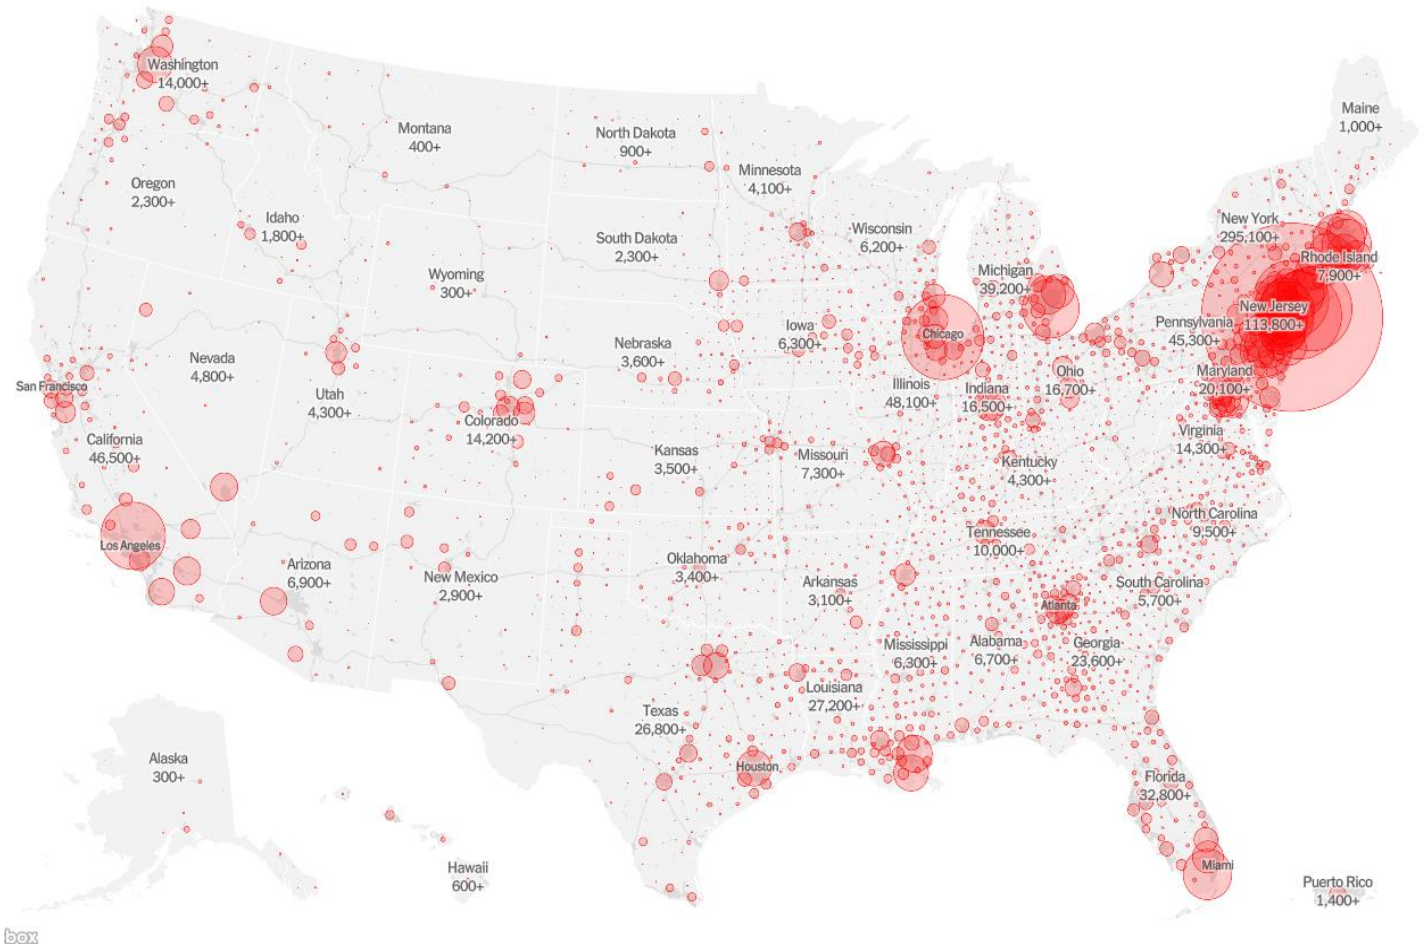 Washington
14,000+
Maine
1,000+
Montana
400+
North Dakota
900+
Minnesota
4,100+
Oregon
2,300+
Idaho
1,800+
New York
295,100+
South Dakota
2,300+
Wisconsin
6,200+
Rhode Island
7,900+
Wyoming
300+
Michigan
39,200+
New Jersey
113,800+
Pennsylvania
45,300+
Iowa
6,300+
Chicago
Nebraska
3,600+
Nevada
4,800+
San Francisco
Utah
4,300+
Illinois
48,100+
Indiana
16,500+
Ohio
16,700+
Maryland
20,100+
Colorado
14,200+
California
46,500+
Kansas
3,500+
Missouri
7,300+
Kentucky
4,300+
Virginia
14,300+
Los Angeles
Arizona
6,900+
New Mexico
2,900+
Oklahoma
3,400+
Arkansas
3,100+
Tennessee
10,000+
North Carolina
9,500+
South Carolina
5,700+
Atlanta
Mississippi
6,300+
Alabama
6,700+
Georgia
23,600+
Louisiana
27,200+
Texas
26,800+
Houston
Alaska
300+
Florida
32,800+
Miami
Hawaii
600+
Puerto Rico
1,400+
box